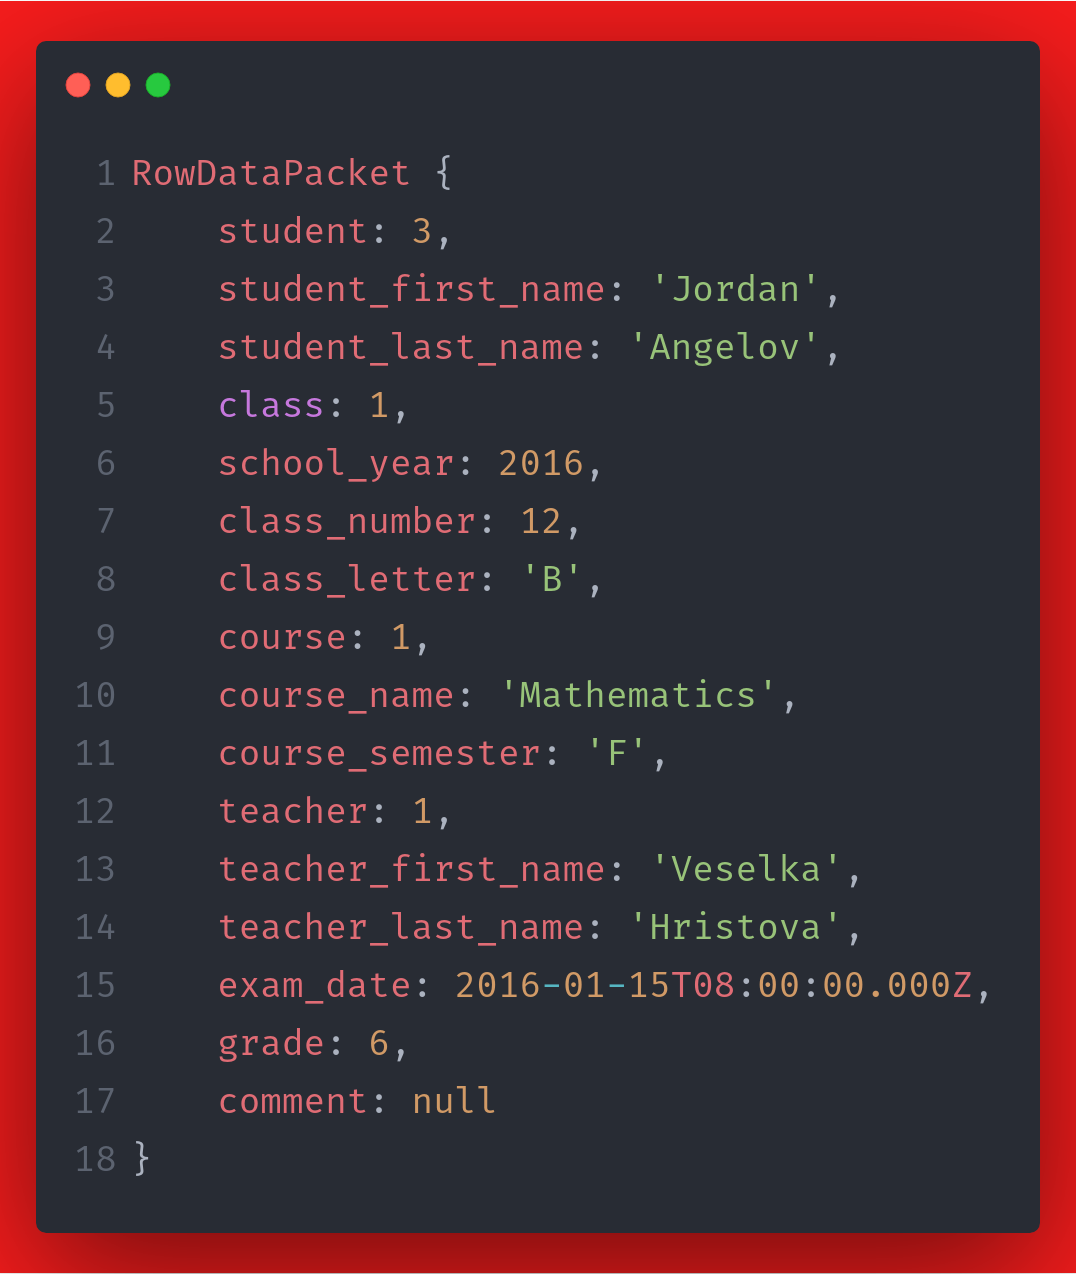 1 RowDataPacket {
2     student: 3,
3     student_first_name: 'Jordan',
4     student_last_name: 'Angelov',
5     class: 1,
6     school_year: 2016,
7     class_number: 12,
8     class_letter: 'B',
9     course: 1,
10     course_name: 'Mathematics',
11     course_semester: 'F',
12     teacher: 1,
13     teacher_first_name: 'Veselka',
14     teacher_last_name: 'Hristova',
15     exam_date: 2016-01-15T08:00:00.000Z,
16     grade: 6,
17     comment: null
18 }